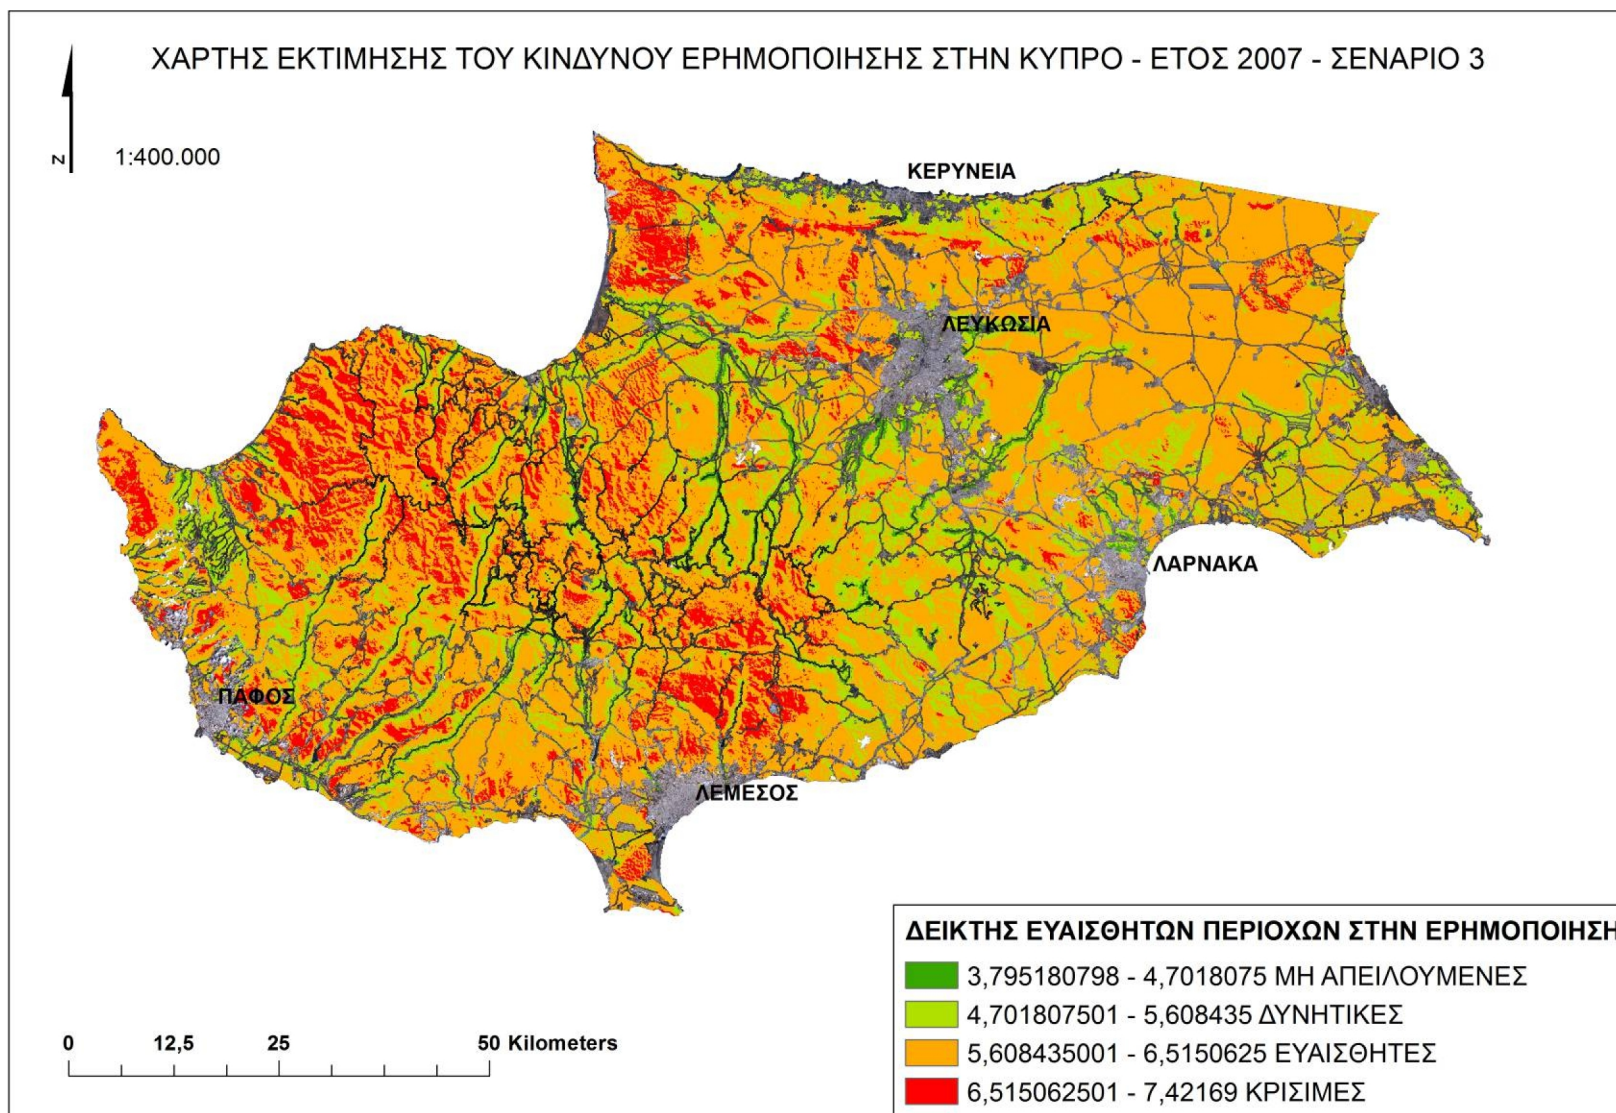 ΧΑΡΤΗΣ ΕΚΤΙΜΗΣΗΣ ΤΟΥ ΚΙΝΔΥΝΟΥ ΕΡΗΜΟΠΟΙΗΣΗΣ ΣΤΗΝ ΚΥΠΡΟ - ΕΤΟΣ 2007 - ΣΕΝΑΡΙΟ 3
Z
1:400.000
ΚΕΡΥΝΕΙΑ
ΛΕΥΚΩΣΙΑ
ΛΑΡΝΑΚΑ
ΠΑΦΟΣ
ΛΕΜΕΣΟΣ
ΔΕΙΚΤΗΣ ΕΥΑΙΣΘΗΤΩΝ ΠΕΡΙΟΧΩΝ ΣΤΗΝ ΕΡΗΜΟΠΟΙΗΣΗ
3,795180798 - 4,7018075 ΜΗ ΑΠΕΙΛΟΥΜΕΝΕΣ
4,701807501 - 5,608435 ΔΥΝΗΤΙΚΕΣ
5,608435001 - 6,5150625 ΕΥΑΙΣΘΗΤΕΣ
6,515062501 - 7,42169 ΚΡΙΣΙΜΕΣ
0 12,5 25 50 Kilometers